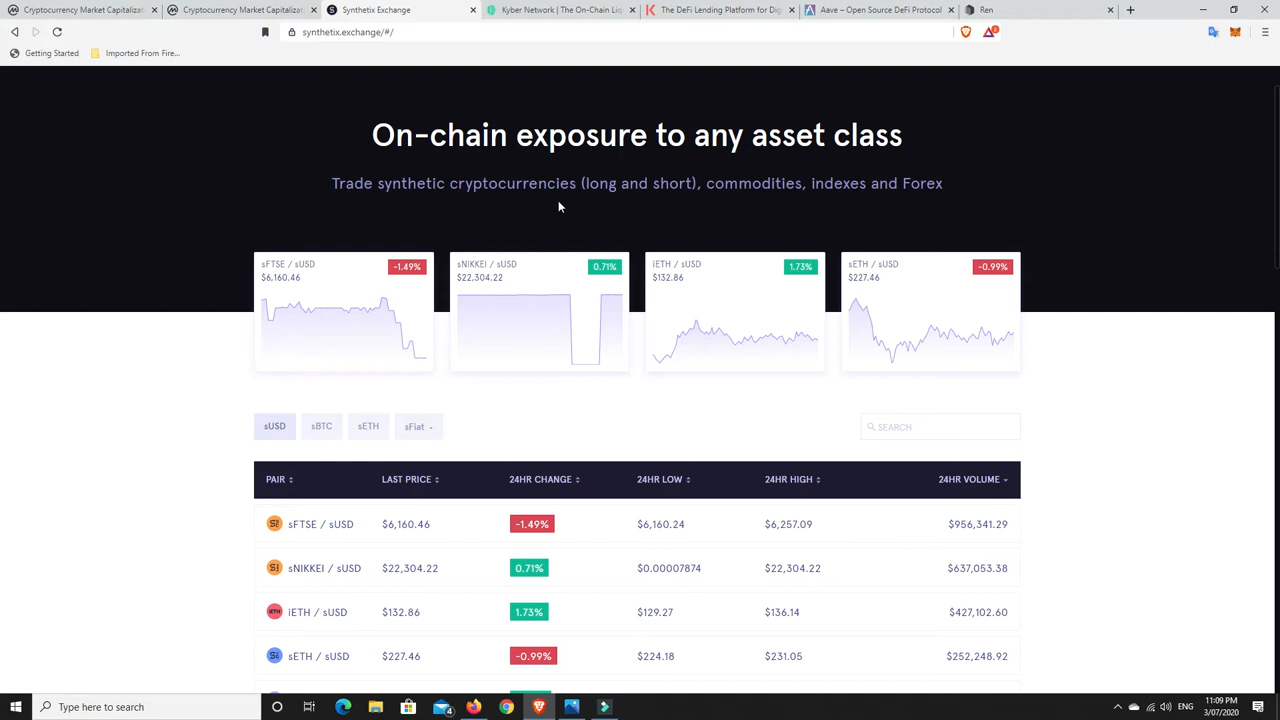 Cryptocurrency Market Capitaliza
Cryptocurrency Market Capitaliza
Synthetix Exchange
Kyber Network | The On-Chain Liq
The DeFi Lending Platform for Dig
Aave – Open Source DeFi Protocol
Ren
synthetix.exchange/#/
2
Getting Started
Imported From Fire...
On-chain exposure to any asset class
Trade synthetic cryptocurrencies (long and short), commodities, indexes and Forex
sFTSE / sUSD
$6,160.46
-1.49%
sNIKKEI / sUSD
$22,304.22
0.71%
iETH / sUSD
$132.86
1.73%
sETH / sUSD
$227.46
-0.99%
sUSD sBTC sETH sFiat
SEARCH
PAIR LAST PRICE 24HR CHANGE 24HR LOW 24HR HIGH 24HR VOLUME
sFTSE / sUSD $6,160.46 -1.49% $6,160.24 $6,257.09 $956,341.29
sNIKKEI / sUSD $22,304.22 0.71% $0.00007874 $22,304.22 $637,053.38
iETH / sUSD $132.86 1.73% $129.27 $136.14 $427,102.60
sETH / sUSD $227.46 -0.99% $224.18 $231.05 $252,248.92
Type here to search
4
ENG
11:09 PM
3/07/2020